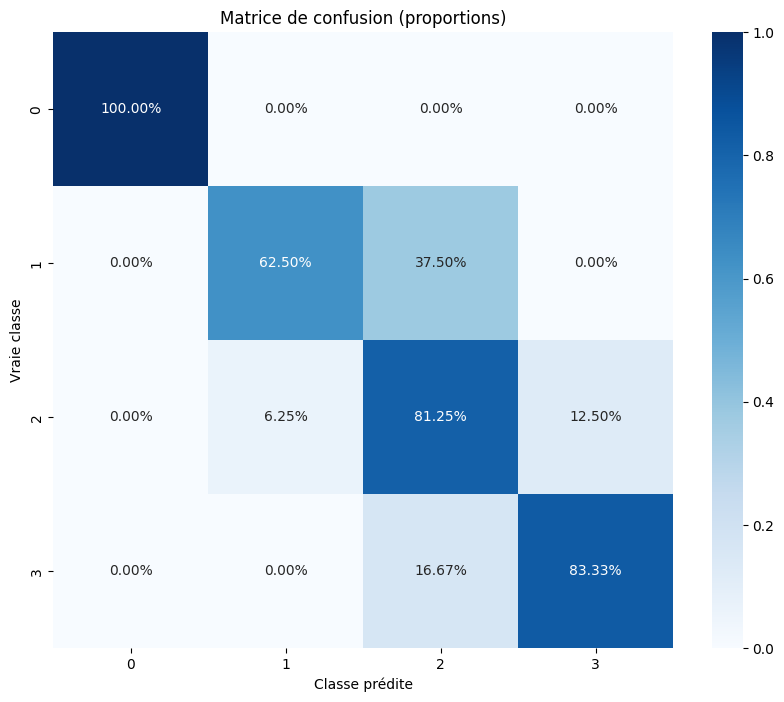 Matrice de confusion (proportions)
1.0
0 100.00% 0.00% 0.00% 0.00%
0.8
1 0.00% 62.50% 37.50% 0.00%
0.6
Vraie classe
0.4
2 0.00% 6.25% 81.25% 12.50%
0.2
3 0.00% 0.00% 16.67% 83.33%
0.0
0 1 2 3
Classe prédite